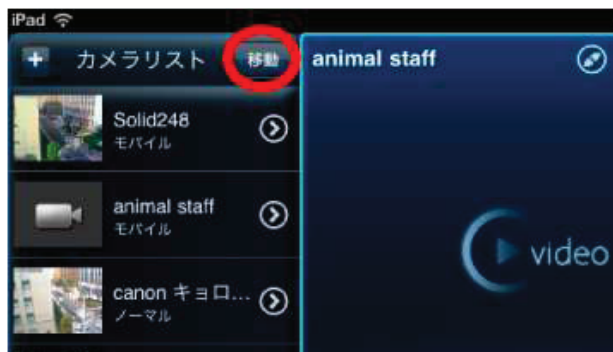 iPad
+ カメラリスト 移動 animal staff
Solid248
モバイル
animal staff
モバイル
video
canon キョロ...
ノーマル